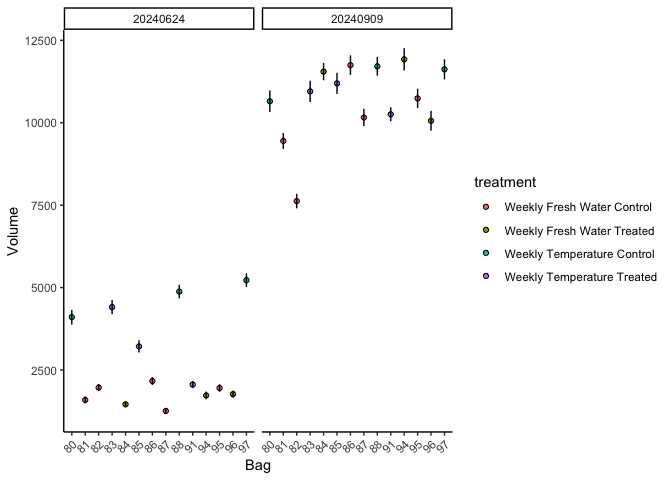 20240624 20240909
12500
10000
7500
5000
2500
Volume
80 81 82 83 84 85 86 87 88 91 94 95 96 97 80 81 82 83 84 85 86 87 88 91 94 95 96 97
Bag
treatment
Weekly Fresh Water Control
Weekly Fresh Water Treated
Weekly Temperature Control
Weekly Temperature Treated